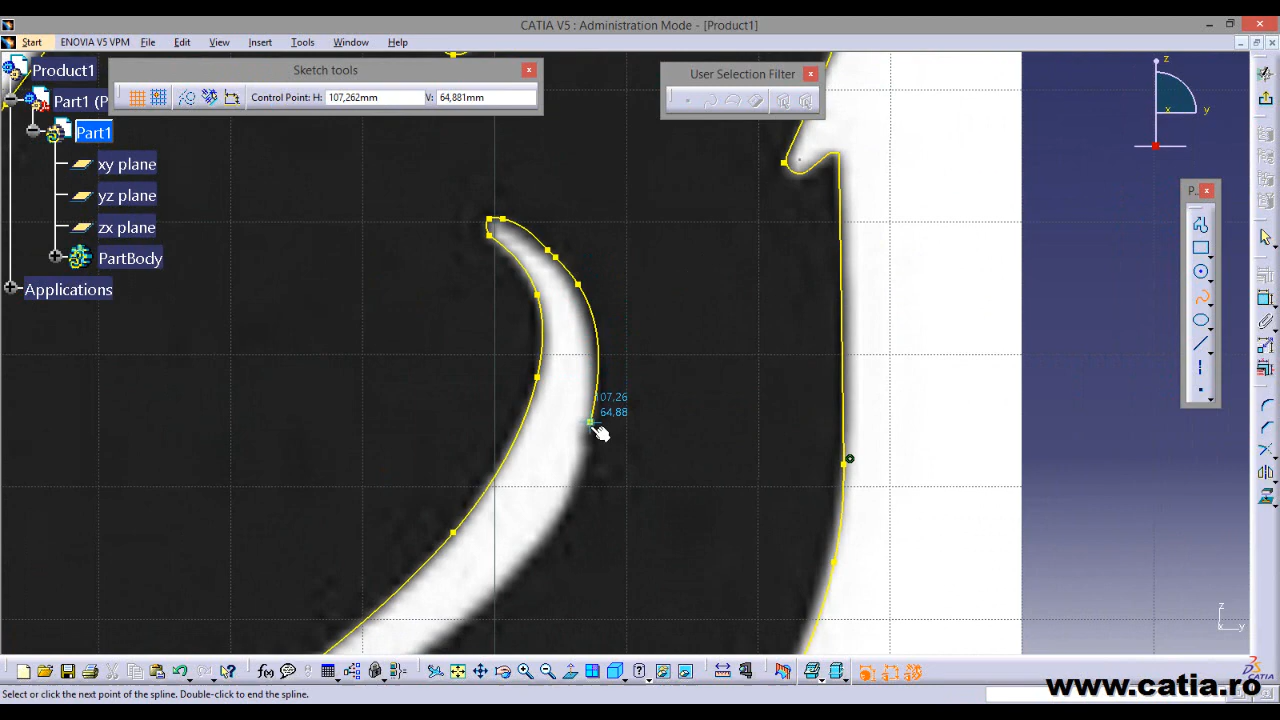 CATIA V5 : Administration Mode - [Product1]
Start ENOVIA V5 VPM File Edit View Insert Tools Window Help
Product1
Sketch tools
User Selection Filter
Control Point: H: 107,262mm V: 64,881mm
Part1 (P
Part1
xy plane
yz plane
zx plane
PartBody
Applications
z
x y
P...
07,26
64,88
z
x y
f(x)
CATIA
Select or click the next point of the spline. Double-click to end the spline.
www.catia.ro